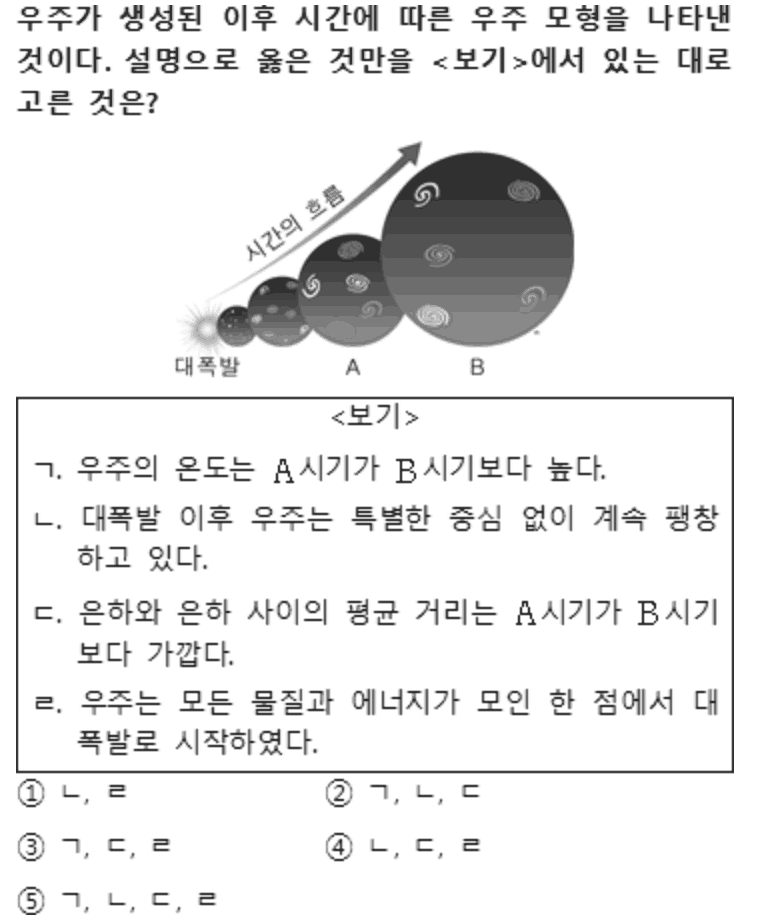 우주가 생성된 이후 시간에 따른 우주 모형을 나타낸
것이다. 설명으로 옳은 것만을 <보기>에서 있는 대로
고른 것은?
시간의 흐름
대폭발
A
B
<보기>
ㄱ. 우주의 온도는 A시기가 B시기보다 높다.
ㄴ. 대폭발 이후 우주는 특별한 중심 없이 계속 팽창
하고 있다.
ㄷ. 은하와 은하 사이의 평균 거리는 A시기가 B시기
보다 가깝다.
ㄹ. 우주는 모든 물질과 에너지가 모인 한 점에서 대
폭발로 시작하였다.
① ㄴ, ㄹ
② ㄱ, ㄴ, ㄷ
③ ㄱ, ㄷ, ㄹ
④ ㄴ, ㄷ, ㄹ
⑤ ㄱ, ㄴ, ㄷ, ㄹ